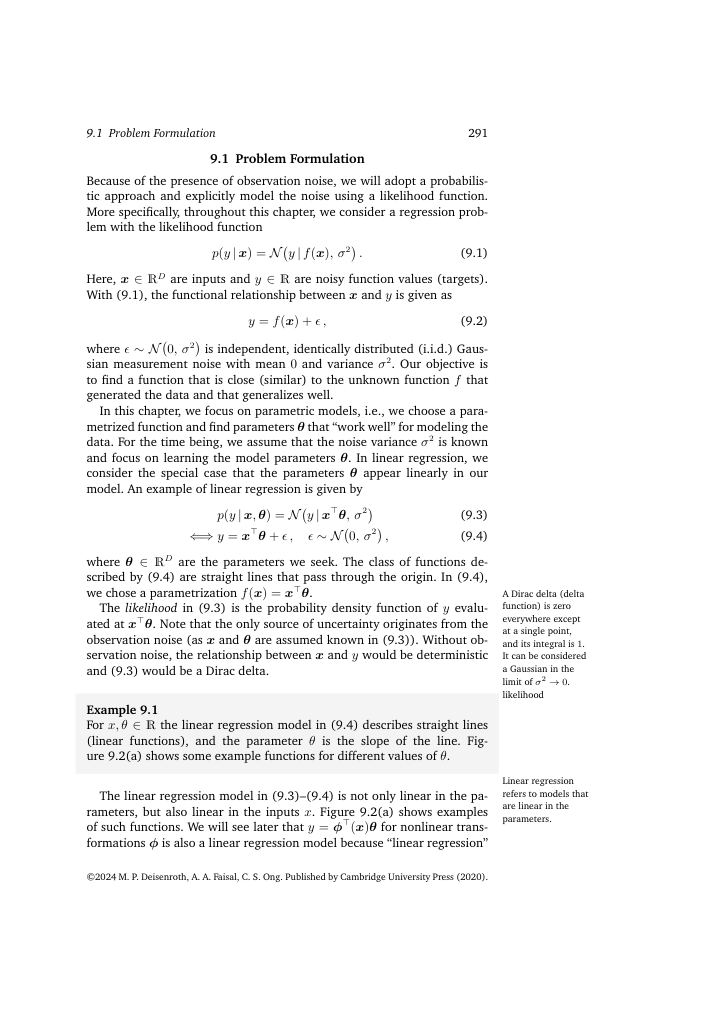 9.1 Problem Formulation 291
9.1 Problem Formulation
Because of the presence of observation noise, we will adopt a probabilis-
tic approach and explicitly model the noise using a likelihood function.
More specifically, throughout this chapter, we consider a regression prob-
lem with the likelihood function
p(y | x) = N(y | f(x), σ²) . (9.1)
Here, x ∈ ℝᴰ are inputs and y ∈ ℝ are noisy function values (targets).
With (9.1), the functional relationship between x and y is given as
y = f(x) + ϵ , (9.2)
where ϵ ∼ N(0, σ²) is independent, identically distributed (i.i.d.) Gaus-
sian measurement noise with mean 0 and variance σ². Our objective is
to find a function that is close (similar) to the unknown function f that
generated the data and that generalizes well.
In this chapter, we focus on parametric models, i.e., we choose a para-
metrized function and find parameters θ that “work well” for modeling the
data. For the time being, we assume that the noise variance σ² is known
and focus on learning the model parameters θ. In linear regression, we
consider the special case that the parameters θ appear linearly in our
model. An example of linear regression is given by
p(y | x, θ) = N(y | x⊤θ, σ²) (9.3)
⟺ y = x⊤θ + ϵ , ϵ ∼ N(0, σ²) , (9.4)
where θ ∈ ℝᴰ are the parameters we seek. The class of functions de-
scribed by (9.4) are straight lines that pass through the origin. In (9.4),
we chose a parametrization f(x) = x⊤θ.
The likelihood in (9.3) is the probability density function of y evalu-
ated at x⊤θ. Note that the only source of uncertainty originates from the
observation noise (as x and θ are assumed known in (9.3)). Without ob-
servation noise, the relationship between x and y would be deterministic
and (9.3) would be a Dirac delta.
A Dirac delta (delta
function) is zero
everywhere except
at a single point,
and its integral is 1.
It can be considered
a Gaussian in the
limit of σ² → 0.
likelihood
Example 9.1
For x, θ ∈ ℝ the linear regression model in (9.4) describes straight lines
(linear functions), and the parameter θ is the slope of the line. Fig-
ure 9.2(a) shows some example functions for different values of θ.
The linear regression model in (9.3)–(9.4) is not only linear in the pa-
rameters, but also linear in the inputs x. Figure 9.2(a) shows examples
of such functions. We will see later that y = ϕ⊤(x)θ for nonlinear trans-
formations ϕ is also a linear regression model because “linear regression”
Linear regression
refers to models that
are linear in the
parameters.
©2024 M. P. Deisenroth, A. A. Faisal, C. S. Ong. Published by Cambridge University Press (2020).